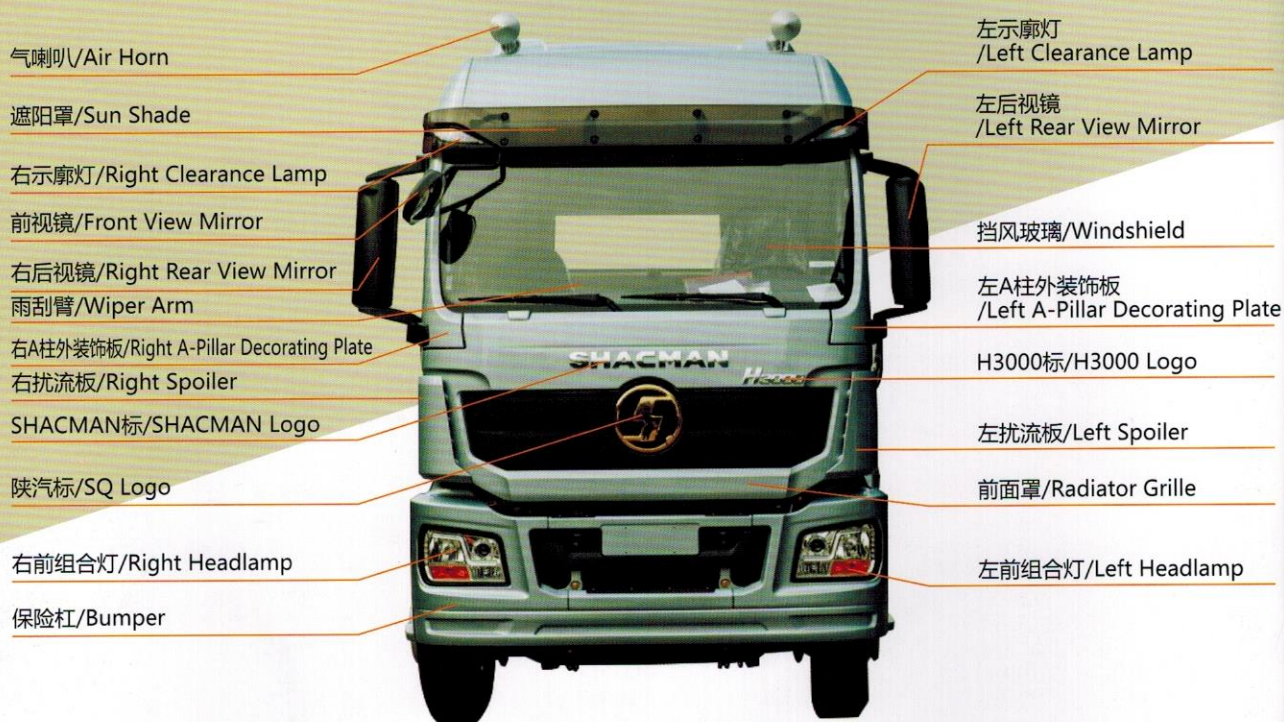 气喇叭/Air Horn
遮阳罩/Sun Shade
右示廓灯/Right Clearance Lamp
前视镜/Front View Mirror
右后视镜/Right Rear View Mirror
雨刮臂/Wiper Arm
右A柱外装饰板/Right A-Pillar Decorating Plate
右扰流板/Right Spoiler
SHACMAN标/SHACMAN Logo
陕汽标/SQ Logo
右前组合灯/Right Headlamp
保险杠/Bumper
SHACMAN
H3000
左示廓灯
/Left Clearance Lamp
左后视镜
/Left Rear View Mirror
挡风玻璃/Windshield
左A柱外装饰板
/Left A-Pillar Decorating Plate
H3000标/H3000 Logo
左扰流板/Left Spoiler
前面罩/Radiator Grille
左前组合灯/Left Headlamp